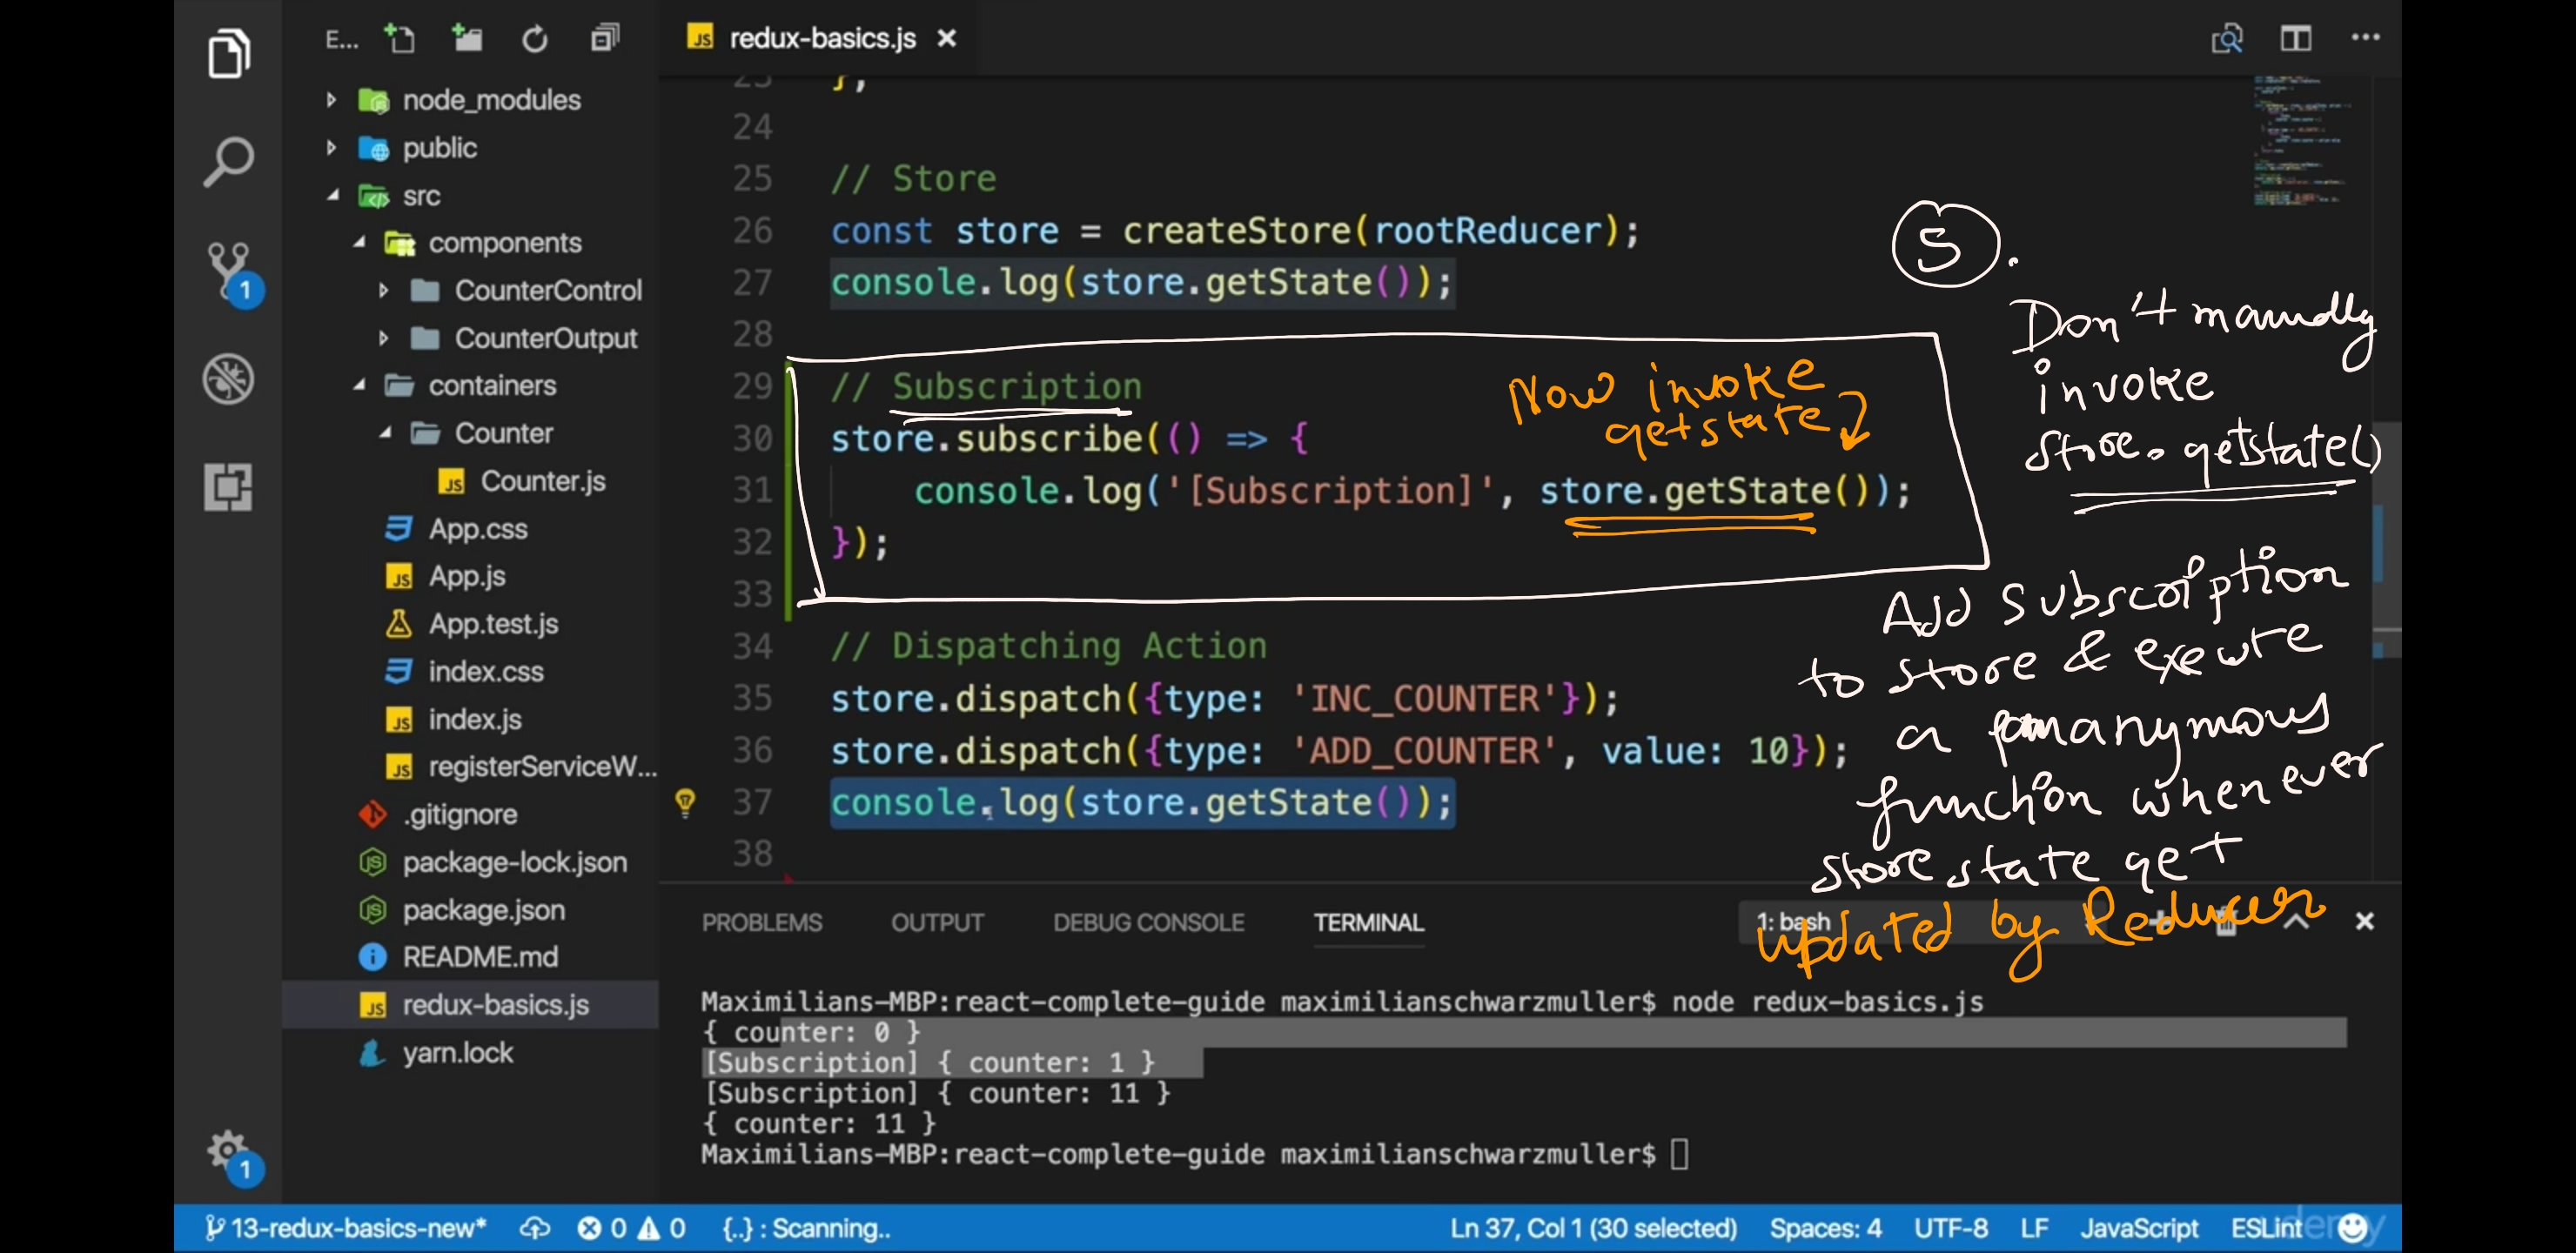 E...
redux-basics.js
node_modules
public
src
components
CounterControl
CounterOutput
containers
Counter
Counter.js
App.css
App.js
App.test.js
index.css
index.js
registerServiceW...
.gitignore
package-lock.json
package.json
README.md
redux-basics.js
yarn.lock
1
1
23 };
24
25 // Store
26 const store = createStore(rootReducer);
27 console.log(store.getState());
28
29 // Subscription
30 store.subscribe(() => {
31 console.log('[Subscription]', store.getState());
32 });
33
34 // Dispatching Action
35 store.dispatch({type: 'INC_COUNTER'});
36 store.dispatch({type: 'ADD_COUNTER', value: 10});
37 console.log(store.getState());
38
Now invoke
getstate
5.
Don't manually
invoke
store.getstate()
Add subscription
to store & execute
a anonymous
function whenever
store state get
updated by Reducer
PROBLEMS OUTPUT DEBUG CONSOLE TERMINAL 1: bash
Maximilians-MBP:react-complete-guide maximilianschwarzmuller$ node redux-basics.js
{ counter: 0 }
[Subscription] { counter: 1 }
[Subscription] { counter: 11 }
{ counter: 11 }
Maximilians-MBP:react-complete-guide maximilianschwarzmuller$
13-redux-basics-new* 0 0 {..} : Scanning.. Ln 37, Col 1 (30 selected) Spaces: 4 UTF-8 LF JavaScript ESLint
udemy